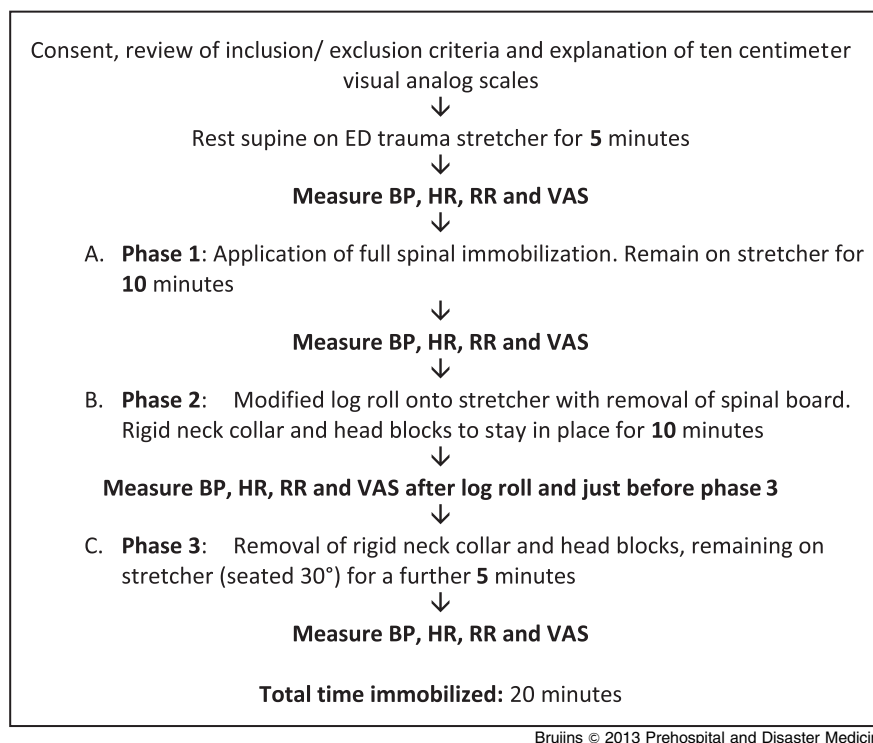 Consent, review of inclusion/ exclusion criteria and explanation of ten centimeter
visual analog scales
↓
Rest supine on ED trauma stretcher for 5 minutes
↓
Measure BP, HR, RR and VAS
↓
A. Phase 1: Application of full spinal immobilization. Remain on stretcher for
10 minutes
↓
Measure BP, HR, RR and VAS
↓
B. Phase 2: Modified log roll onto stretcher with removal of spinal board.
Rigid neck collar and head blocks to stay in place for 10 minutes
↓
Measure BP, HR, RR and VAS after log roll and just before phase 3
↓
C. Phase 3: Removal of rigid neck collar and head blocks, remaining on
stretcher (seated 30°) for a further 5 minutes
↓
Measure BP, HR, RR and VAS
Total time immobilized: 20 minutes
Bruijns © 2013 Prehospital and Disaster Medicin